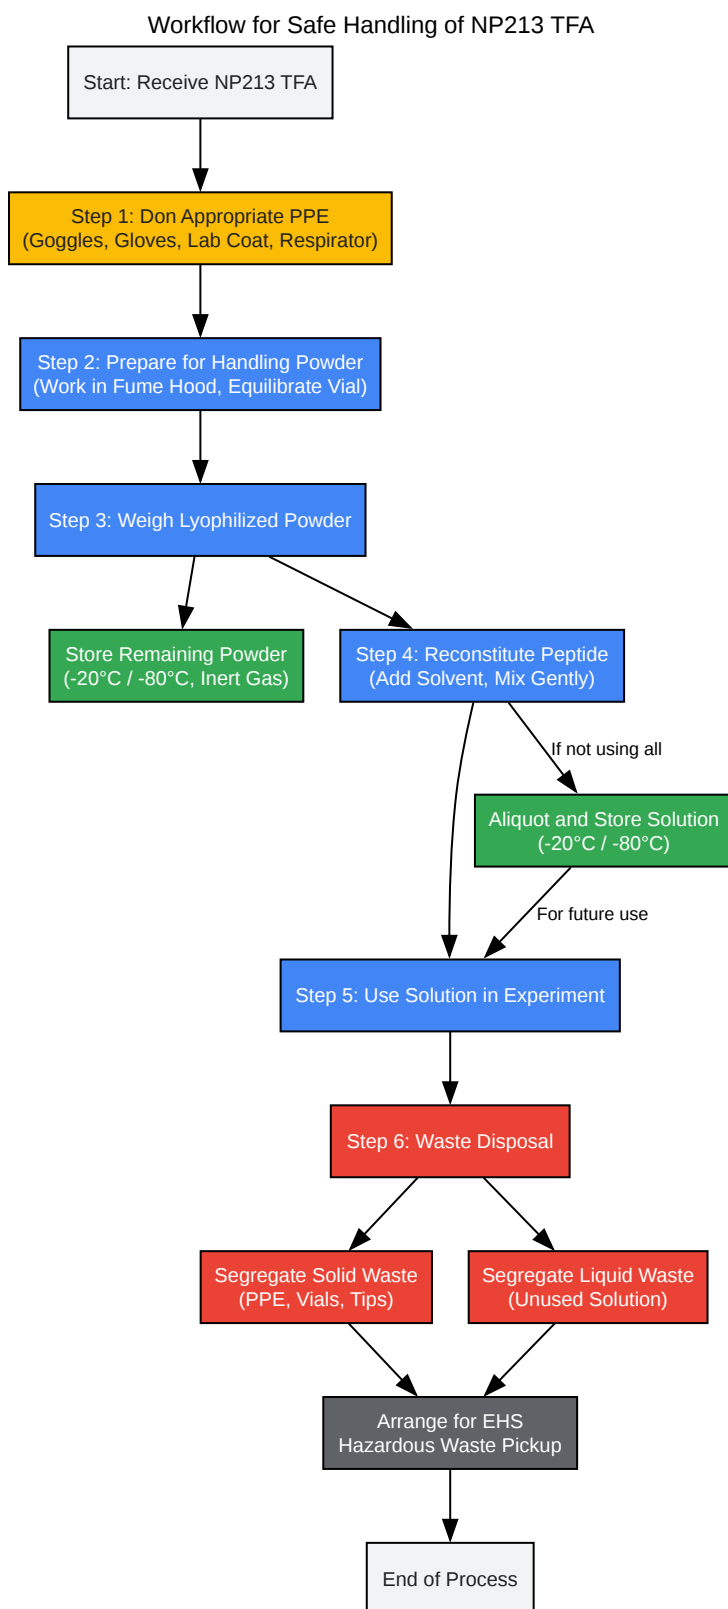 Workflow for Safe Handling of NP213 TFA
Start: Receive NP213 TFA
Step 1: Don Appropriate PPE
(Goggles, Gloves, Lab Coat, Respirator)
Step 2: Prepare for Handling Powder
(Work in Fume Hood, Equilibrate Vial)
Step 3: Weigh Lyophilized Powder
Store Remaining Powder
(-20°C / -80°C, Inert Gas)
Step 4: Reconstitute Peptide
(Add Solvent, Mix Gently)
If not using all
Aliquot and Store Solution
(-20°C / -80°C)
For future use
Step 5: Use Solution in Experiment
Step 6: Waste Disposal
Segregate Solid Waste
(PPE, Vials, Tips)
Segregate Liquid Waste
(Unused Solution)
Arrange for EHS
Hazardous Waste Pickup
End of Process